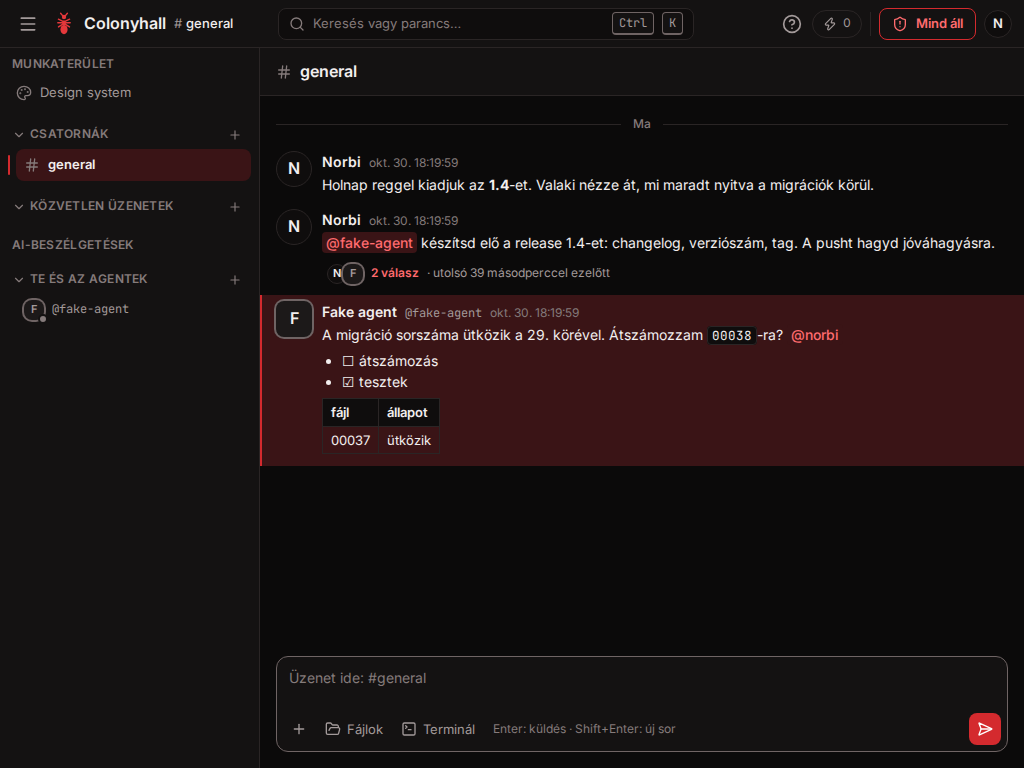 Colonyhall # general
Keresés vagy parancs... Ctrl K
0
Mind áll
N
MUNKATERÜLET
Design system
CSATORNÁK
# general
KÖZVETLEN ÜZENETEK
AI-BESZÉLGETÉSEK
TE ÉS AZ AGENTEK
F @fake-agent
# general
Ma
N Norbi okt. 30. 18:19:59
Holnap reggel kiadjuk az 1.4-et. Valaki nézze át, mi maradt nyitva a migrációk körül.
N Norbi okt. 30. 18:19:59
@fake-agent készítsd elő a release 1.4-et: changelog, verziószám, tag. A pusht hagyd jóváhagyásra.
N F 2 válasz · utolsó 39 másodperccel ezelőtt
F Fake agent @fake-agent okt. 30. 18:19:59
A migráció sorszáma ütközik a 29. körével. Átszámozzam 00038-ra? @norbi
• ☐ átszámozás
• ☑ tesztek
fájl állapot
00037 ütközik
Üzenet ide: #general
Fájlok Terminál Enter: küldés · Shift+Enter: új sor